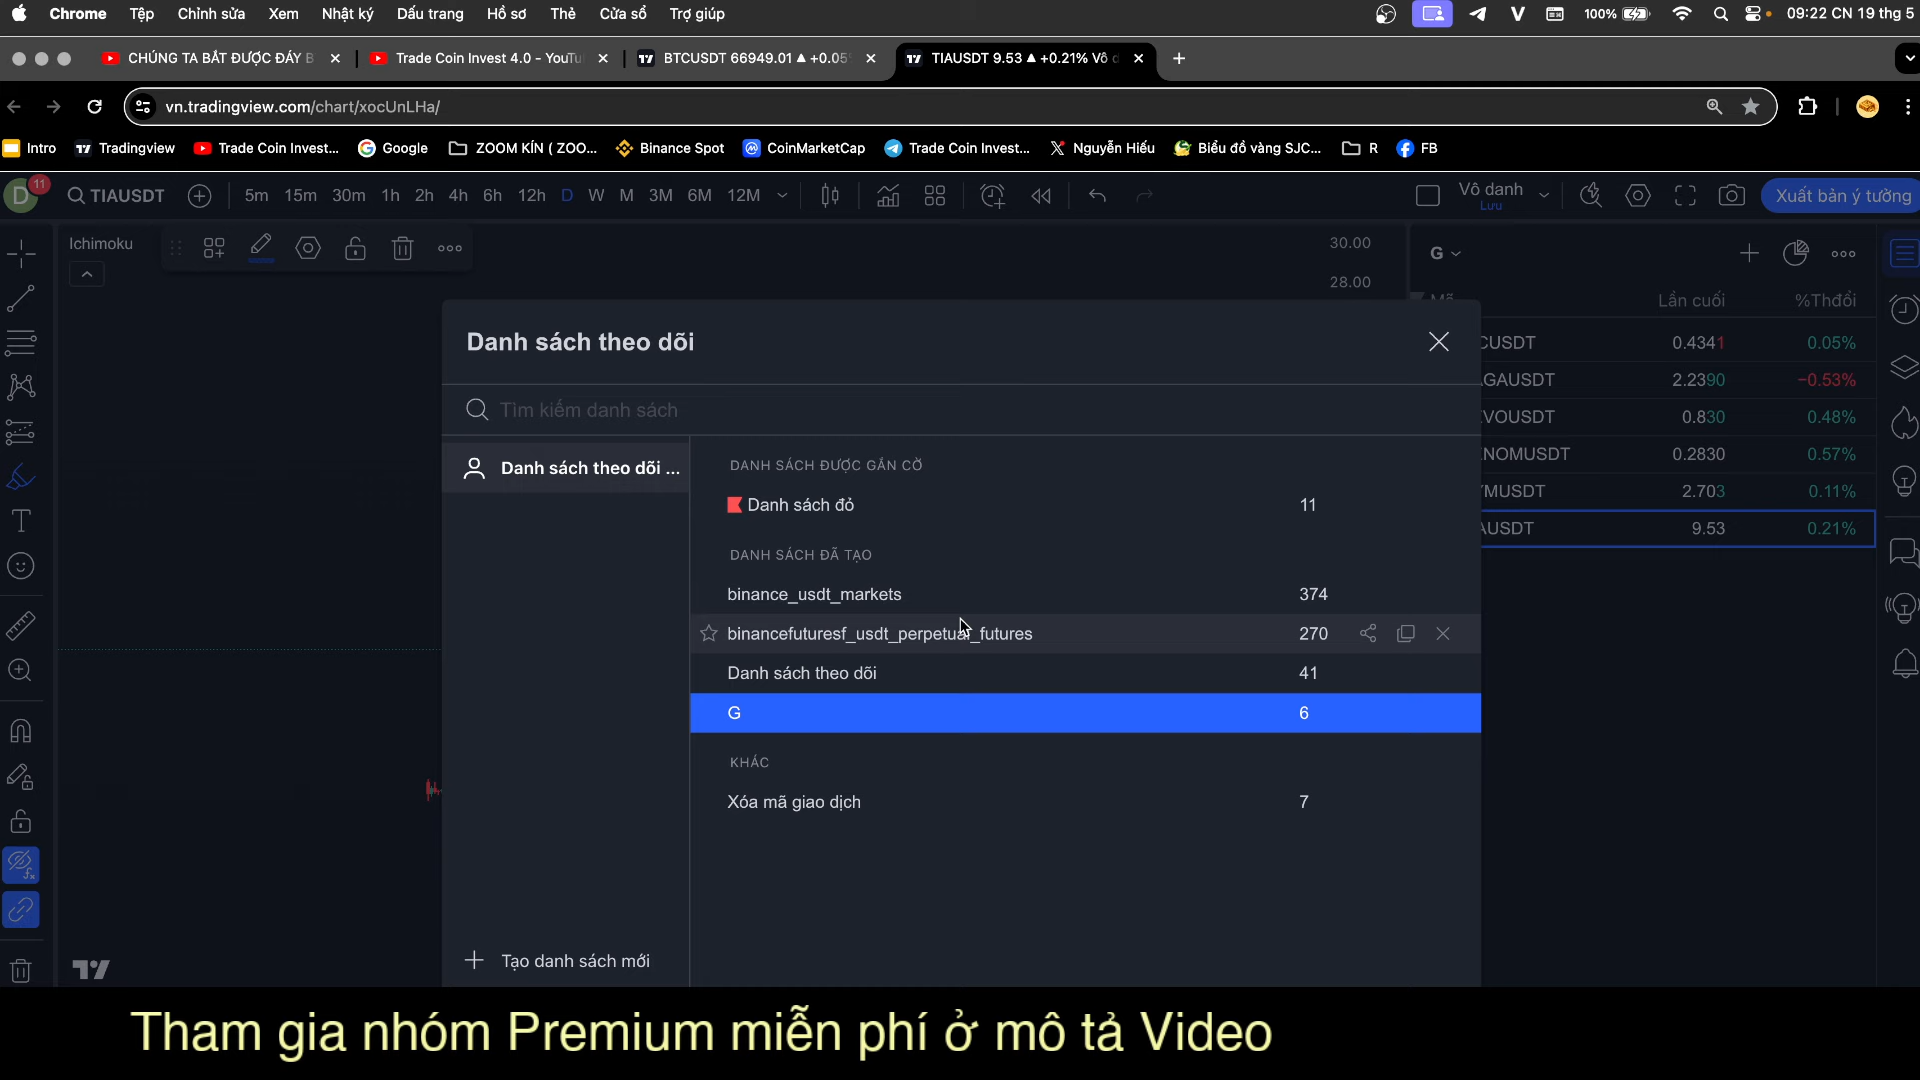 Chrome Tệp Chỉnh sửa Xem Nhật ký Dấu trang Hồ sơ Thẻ Cửa sổ Trợ giúp 100% 09:22 CN 19 thg 5
CHÚNG TA BẮT ĐƯỢC ĐÁY B Trade Coin Invest 4.0 - YouTu BTCUSDT 66949.01 ▲ +0.05 TIAUSDT 9.53 ▲ +0.21% Vô d
vn.tradingview.com/chart/xocUnLHa/
Intro Tradingview Trade Coin Invest... Google ZOOM KÍN ( ZOO... Binance Spot CoinMarketCap Trade Coin Invest... Nguyễn Hiếu Biểu đồ vàng SJC... R FB
D 11 TIAUSDT 5m 15m 30m 1h 2h 4h 6h 12h D W M 3M 6M 12M Vô danh Lưu Xuất bản ý tưởng
Ichimoku 30.00 G
28.00 Mã Lần cuối %Thđổi
Danh sách theo dõi
CUSDT 0.4341 0.05%
GAUSDT 2.2390 −0.53%
Tìm kiếm danh sách VOUSDT 0.830 0.48%
Danh sách theo dõi ... DANH SÁCH ĐƯỢC GẮN CỜ NOMUSDT 0.2830 0.57%
Danh sách đỏ 11 MUSDT 2.703 0.11%
AUSDT 9.53 0.21%
DANH SÁCH ĐÃ TẠO
binance_usdt_markets 374
binancefuturesf_usdt_perpetual_futures 270
Danh sách theo dõi 41
G 6
KHÁC
Xóa mã giao dịch 7
Tạo danh sách mới
Tham gia nhóm Premium miễn phí ở mô tả Video